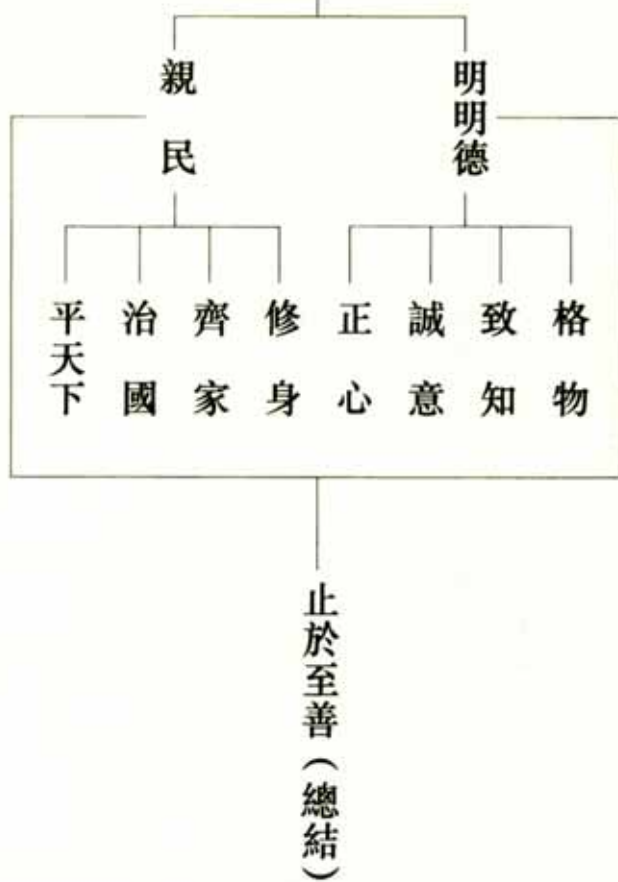 明明德
親民
格物
致知
誠意
正心
修身
齊家
治國
平天下
止於至善（總結）